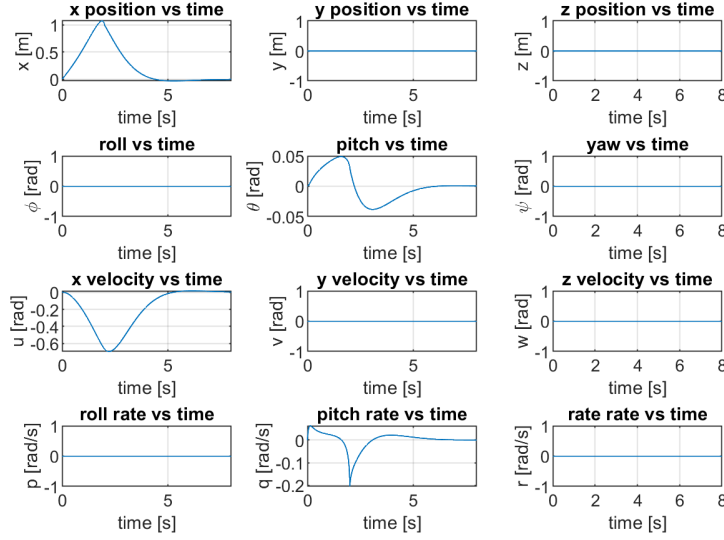 x position vs time
y position vs time
z position vs time
x [m]
1
0.5
0
0
5
time [s]
y [m]
1
0
-1
0
5
time [s]
z [m]
1
0
-1
0
2
4
6
8
time [s]
roll vs time
pitch vs time
yaw vs time
ϕ [rad]
1
0
-1
0
5
time [s]
θ [rad]
0.05
-0.05
0
5
time [s]
ψ [rad]
1
0
-1
0
2
4
6
8
time [s]
x velocity vs time
y velocity vs time
z velocity vs time
u [rad]
0
-0.2
-0.4
-0.6
0
5
time [s]
v [rad]
1
0
-1
0
5
time [s]
w [rad]
1
0
-1
0
2
4
6
8
time [s]
roll rate vs time
pitch rate vs time
rate rate vs time
p [rad/s]
1
0
-1
0
5
time [s]
q [rad/s]
0
-0.1
-0.2
0
5
time [s]
r [rad/s]
1
0
-1
0
2
4
6
8
time [s]